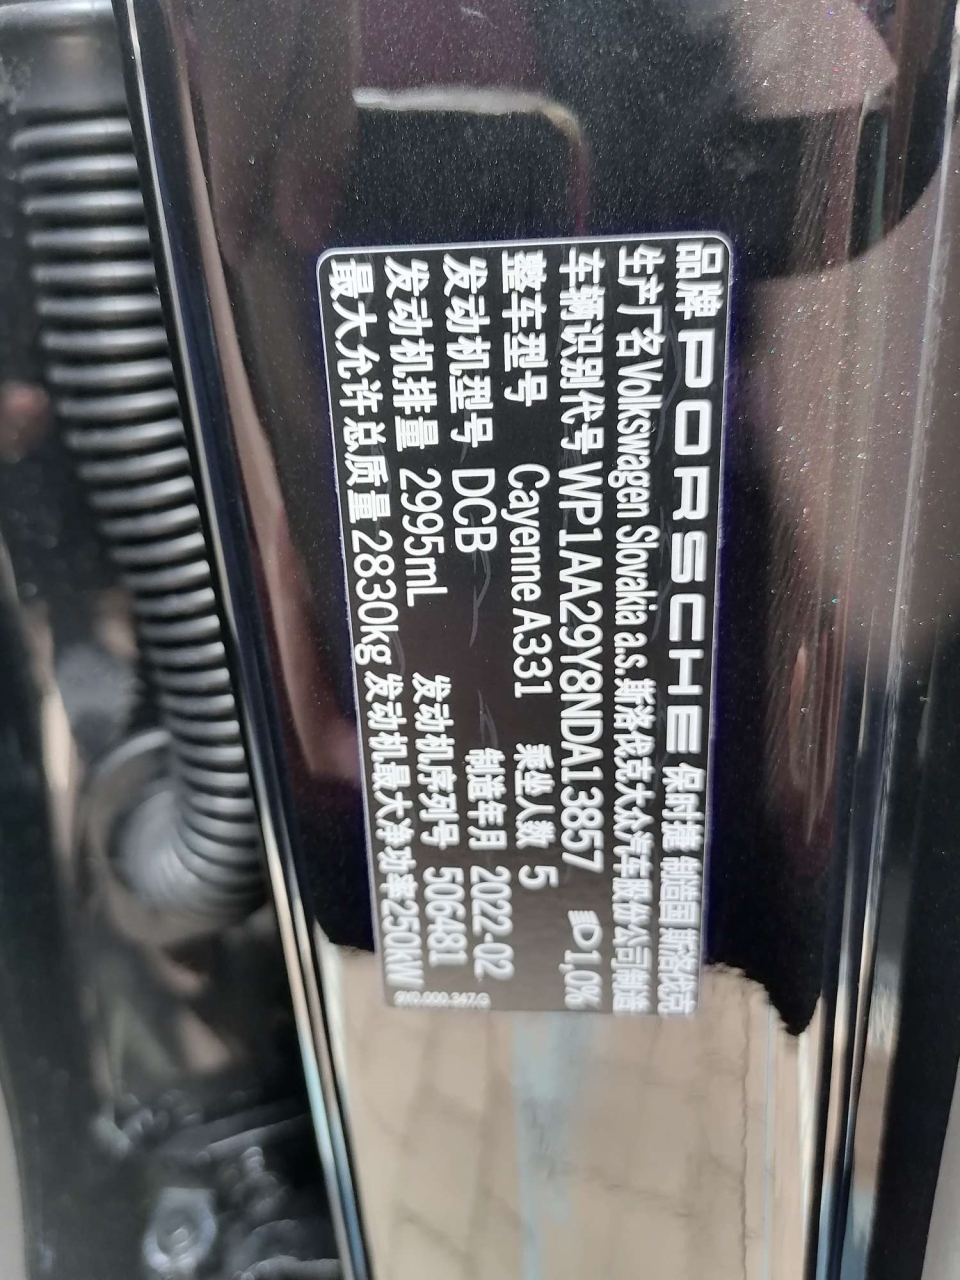 品牌 PORSCHE 保时捷 制造国 斯洛伐克
生产厂名 Volkswagen Slovakia a.s.斯洛伐克大众汽车股份公司制造
车辆识别代号 WP1AA29Y8NDA13857 1,0%
整车型号 Cayenne A331 乘坐人数 5
发动机型号 DCB 制造年月 2022-02
发动机排量 2995mL 发动机序列号 506481
最大允许总质量 2830kg 发动机最大净功率250kW
9Y0.000.347.G